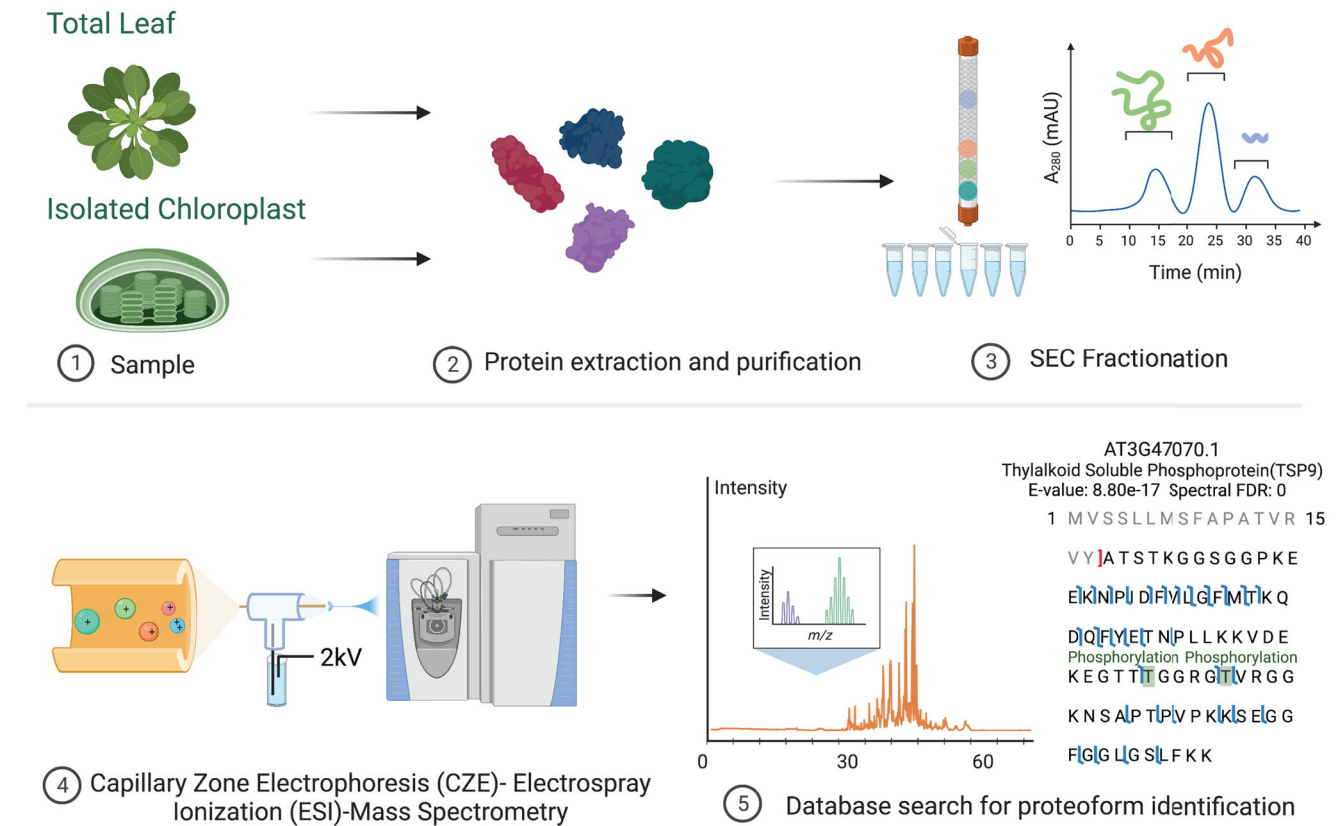 Total Leaf
Isolated Chloroplast
1 Sample
2 Protein extraction and purification
A280 (mAU)
0 5 10 15 20 25 30 35 40
Time (min)
3 SEC Fractionation
2kV
4 Capillary Zone Electrophoresis (CZE)- Electrospray
Ionization (ESI)-Mass Spectrometry
Intensity
Intensity
m/z
0 30 60
AT3G47070.1
Thylalkoid Soluble Phosphoprotein(TSP9)
E-value: 8.80e-17 Spectral FDR: 0
1 M V S S L L M S F A P A T V R 15
V Y ] A T S T K G G S G G P K E
E K N P L D F V L G F M T K Q
D Q F Y E T N P L L K K V D E
Phosphorylation Phosphorylation
K E G T T T G G R G T V R G G
K N S A P T L P V P K K S E G G
F G G L G S L F K K
5 Database search for proteoform identification